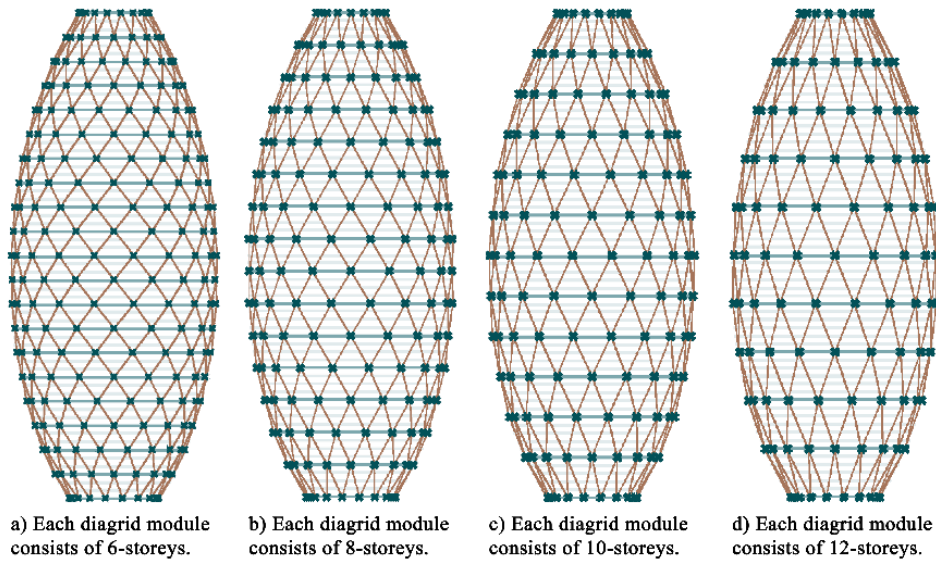 a) Each diagrid module
consists of 6-storeys.
b) Each diagrid module
consists of 8-storeys.
c) Each diagrid module
consists of 10-storeys.
d) Each diagrid module
consists of 12-storeys.